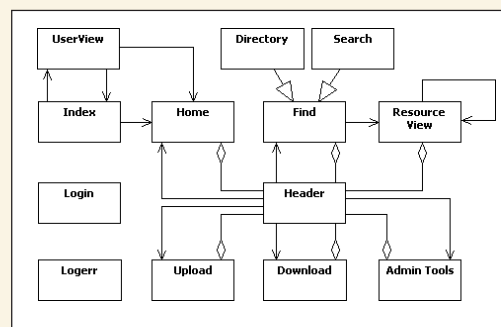 UserView
Directory
Search
Index
Home
Find
Resource
View
Login
Header
Logerr
Upload
Download
Admin Tools